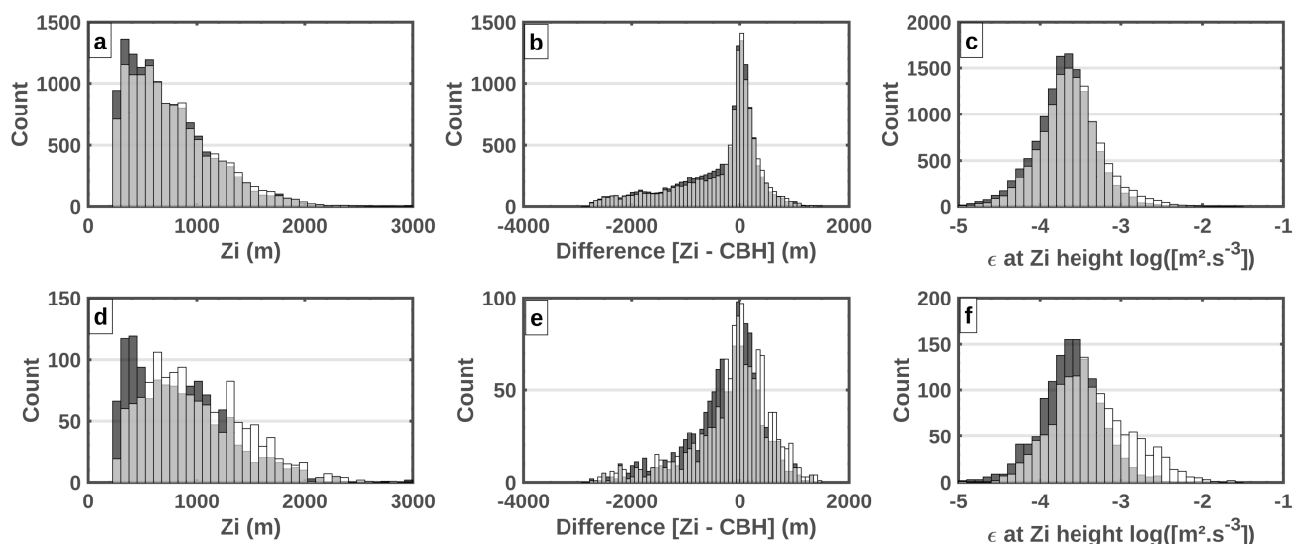 a
1500
1000
500
0
Count
0 1000 2000 3000
Zi (m)
b
1500
1000
500
0
Count
-4000 -2000 0 2000
Difference [Zi - CBH] (m)
c
2000
1500
1000
500
0
Count
-5 -4 -3 -2 -1
ϵ at Zi height log([m².s⁻³])
d
150
100
50
0
Count
0 1000 2000 3000
Zi (m)
e
100
50
0
Count
-4000 -2000 0 2000
Difference [Zi - CBH] (m)
f
200
150
100
50
0
Count
-5 -4 -3 -2 -1
ϵ at Zi height log([m².s⁻³])